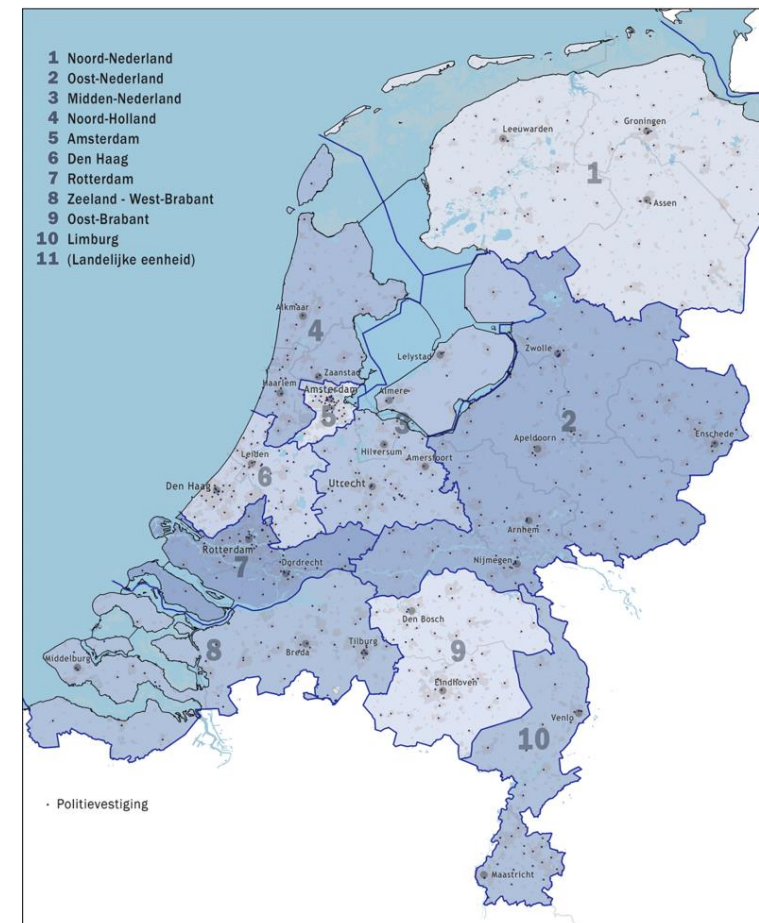 1 Noord-Nederland
2 Oost-Nederland
3 Midden-Nederland
4 Noord-Holland
5 Amsterdam
6 Den Haag
7 Rotterdam
8 Zeeland - West-Brabant
9 Oost-Brabant
10 Limburg
11 (Landelijke eenheid)
Leeuwarden
Groningen
1
Assen
Alkmaar
4
Lelystad
Zwolle
Zaanstad
Haarlem
Amsterdam
Almere
5
3
2
Enschede
Apeldoorn
Hilversum
Amersfoort
Leiden
6
Den Haag
Utrecht
Arnhem
Rotterdam
7
Dordrecht
Nijmegen
Den Bosch
8
Breda
Tilburg
9
Middelburg
Eindhoven
Venlo
10
· Politievestiging
Maastricht